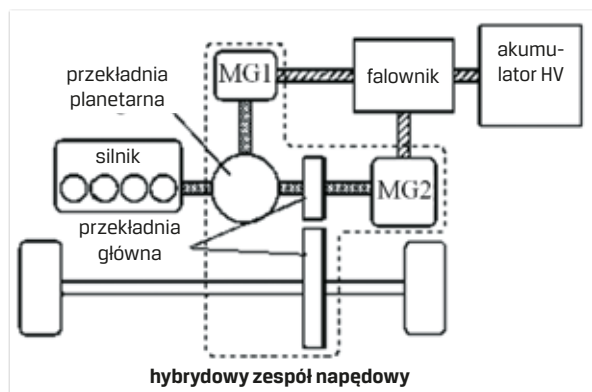 przekładnia
planetarna
MG1
falownik
akumu-
lator HV
silnik
MG2
przekładnia
główna
hybrydowy zespół napędowy